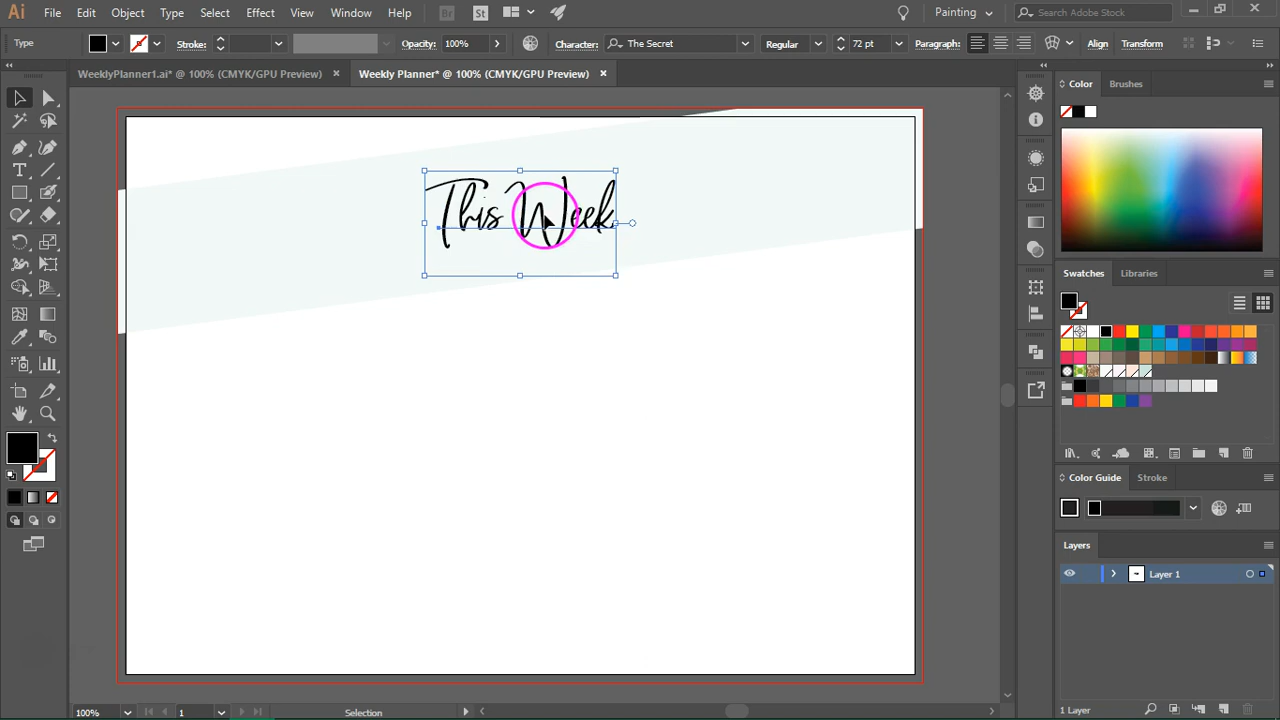 Ai File Edit Object Type Select Effect View Window Help Br St Painting Search Adobe Stock
Type Stroke: Opacity: 100% Character: The Secret Regular 72 pt Paragraph: Align Transform
WeeklyPlanner1.ai* @ 100% (CMYK/GPU Preview) × Weekly Planner* @ 100% (CMYK/GPU Preview) ×
Color Brushes
This Week
Swatches Libraries
Color Guide Stroke
Layers
Layer 1
1 Layer
100% 1 Selection